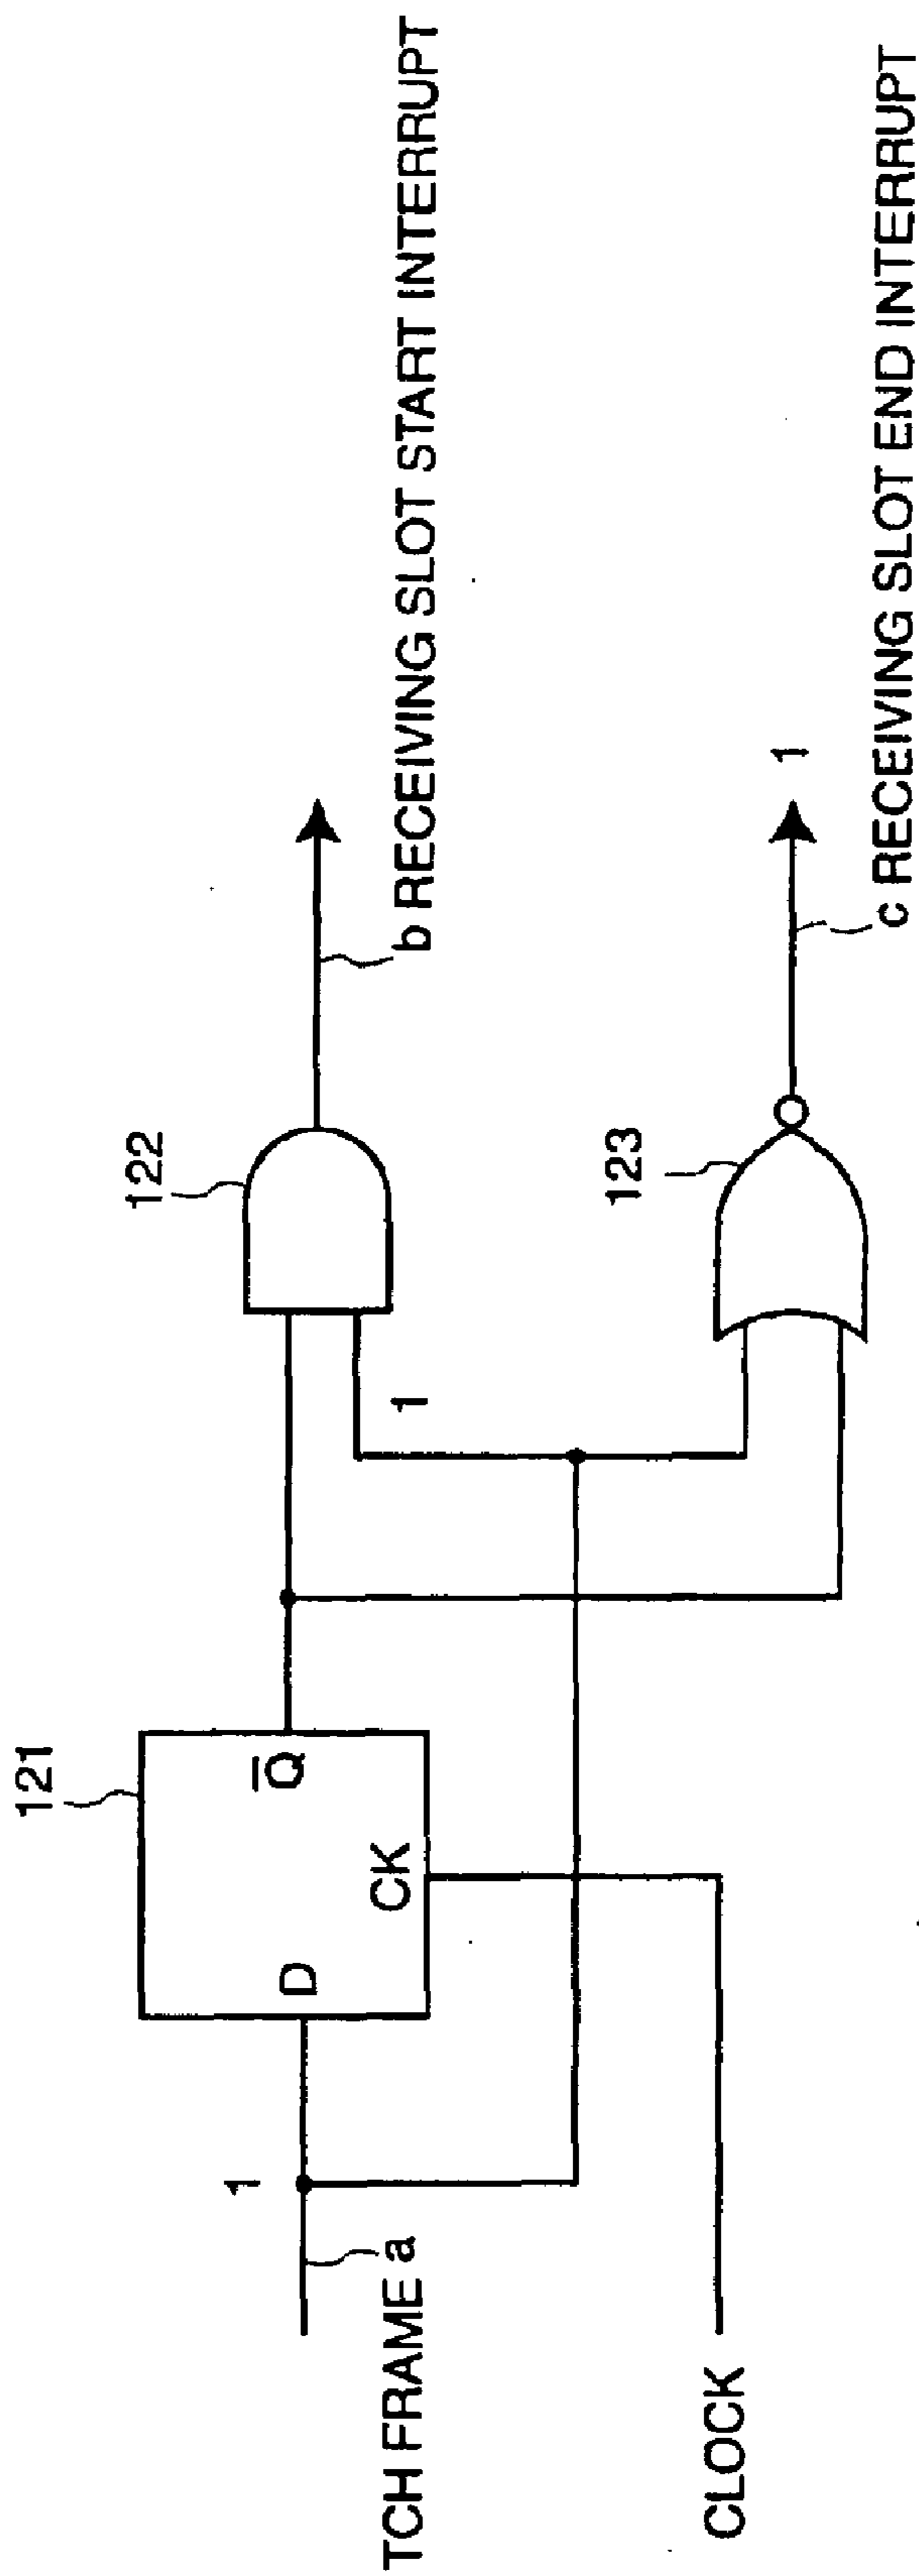 121
122
D
Q
CK
1
TCH FRAME a
1
b RECEIVING SLOT START INTERRUPT
123
CLOCK
1
c RECEIVING SLOT END INTERRUPT